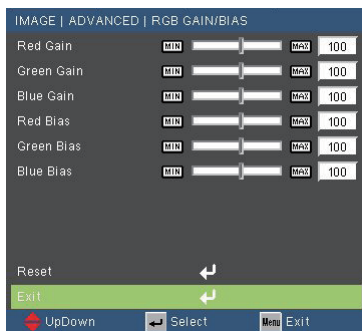 IMAGE | ADVANCED | RGB GAIN/BIAS
Red Gain MIN MAX 100
Green Gain MIN MAX 100
Blue Gain MIN MAX 100
Red Bias MIN MAX 100
Green Bias MIN MAX 100
Blue Bias MIN MAX 100
Reset
Exit
UpDown Select Menu Exit